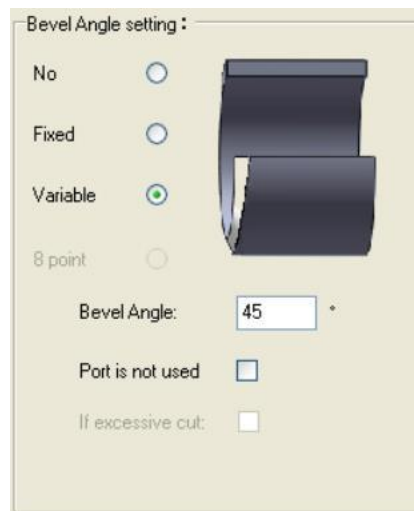 Bevel Angle setting :
No
Fixed
Variable
8 point
Bevel Angle: 45 °
Port is not used
If excessive cut: